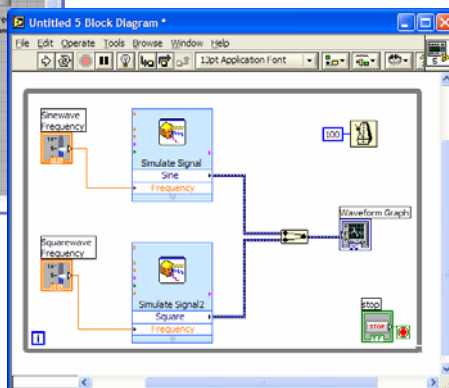 Untitled 5 Block Diagram *
File Edit Operate Tools Browse Window Help
13pt Application Font
5
Sinewave
Frequency
Simulate Signal
Sine
Frequency
100
Waveform Graph
Squarewave
Frequency
Simulate Signal2
Square
Frequency
stop
STOP
i